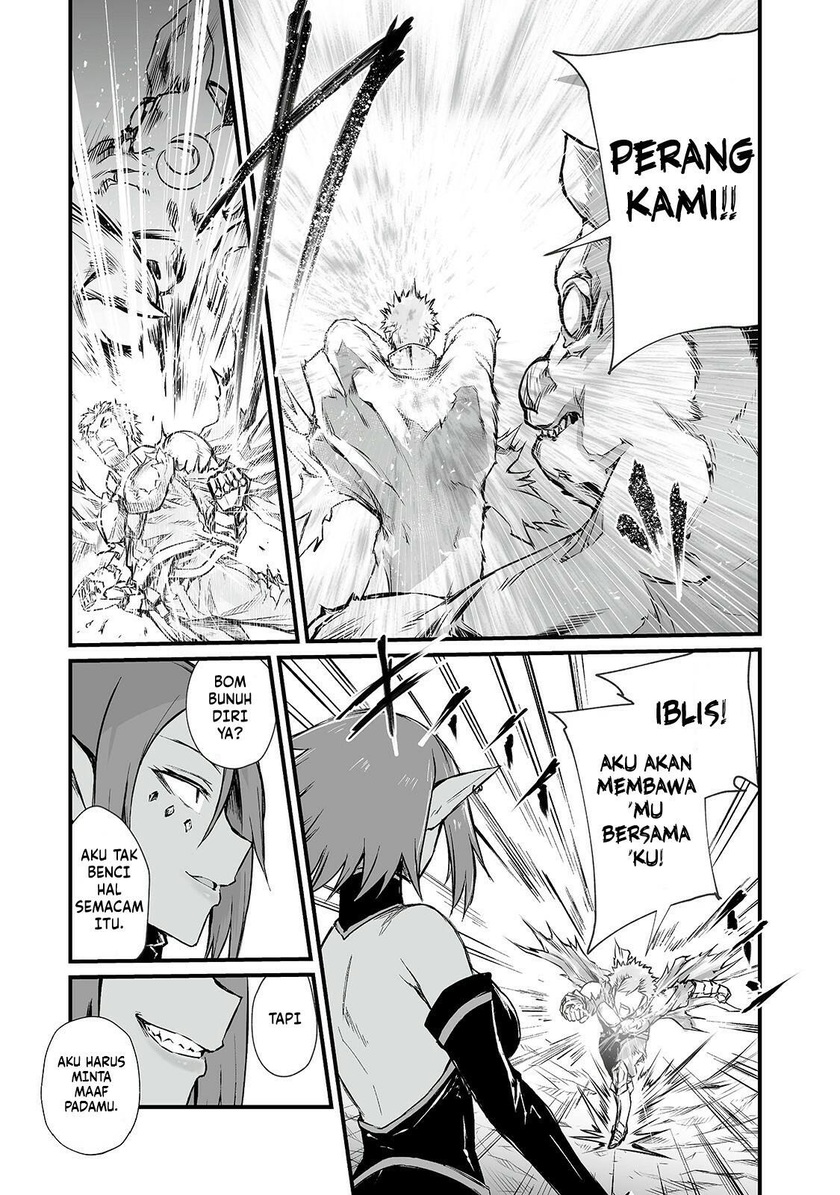 PERANG
KAMI!!
IBLIS!
AKU AKAN
MEMBAWA
'MU
BERSAMA
'KU!
BOM
BUNUH
DIRI
YA?
AKU TAK
BENCI
HAL
SEMACAM
ITU.
TAPI
AKU HARUS
MINTA
MAAF
PADAMU.